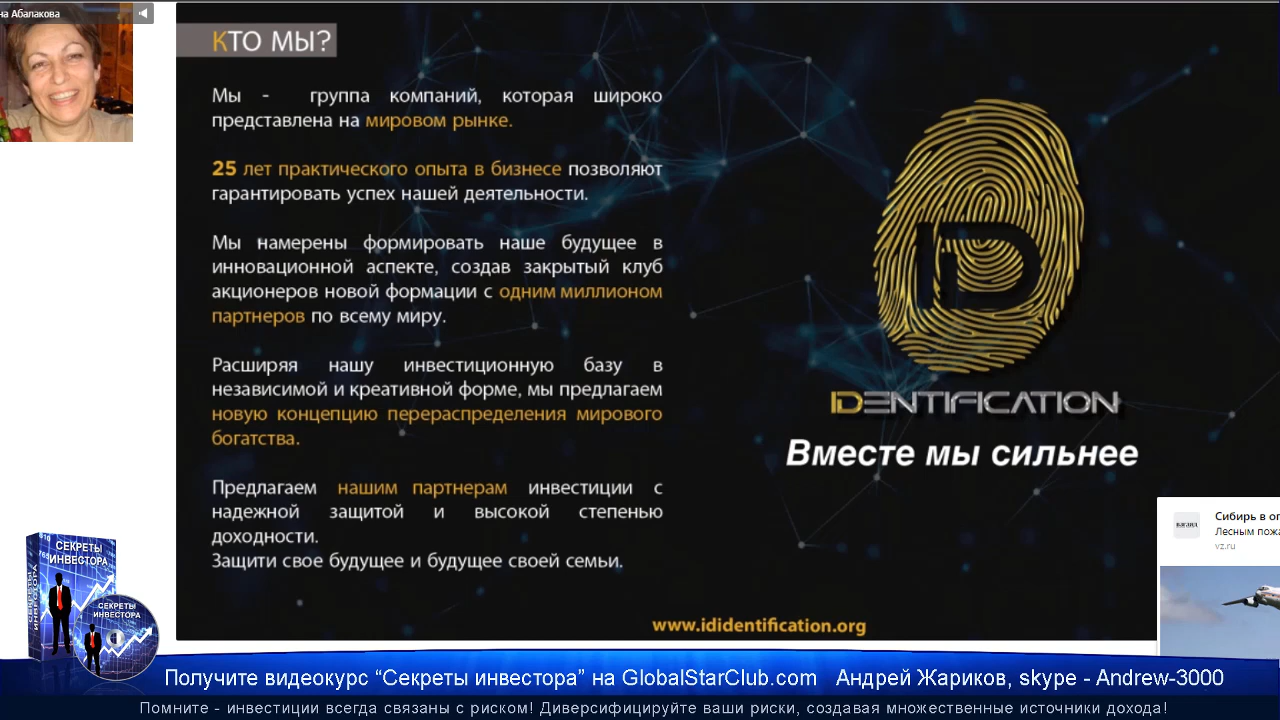 на Абалакова
КТО МЫ?
Мы - группа компаний, которая широко
представлена на мировом рынке.
25 лет практического опыта в бизнесе позволяют
гарантировать успех нашей деятельности.
Мы намерены формировать наше будущее в
инновационной аспекте, создав закрытый клуб
акционеров новой формации с одним миллионом
партнеров по всему миру.
Расширяя нашу инвестиционную базу в
независимой и креативной форме, мы предлагаем
новую концепцию перераспределения мирового
богатства.
Предлагаем нашим партнерам инвестиции с
надежной защитой и высокой степенью
доходности.
Защити свое будущее и будущее своей семьи.
ID
IDENTIFICATION
Вместе мы сильнее
www.ididentification.org
Сибирь в ог
Лесным пожа
vz.ru
взгляд
СЕКРЕТЫ
ИНВЕСТОРА
СЕКРЕТЫ ИНВЕСТОРА
СЕКРЕТЫ
ИНВЕСТОРА
Получите видеокурс “Секреты инвестора” на GlobalStarClub.com Андрей Жариков, skype - Andrew-3000
Помните - инвестиции всегда связаны с риском! Диверсифицируйте ваши риски, создавая множественные источники дохода!